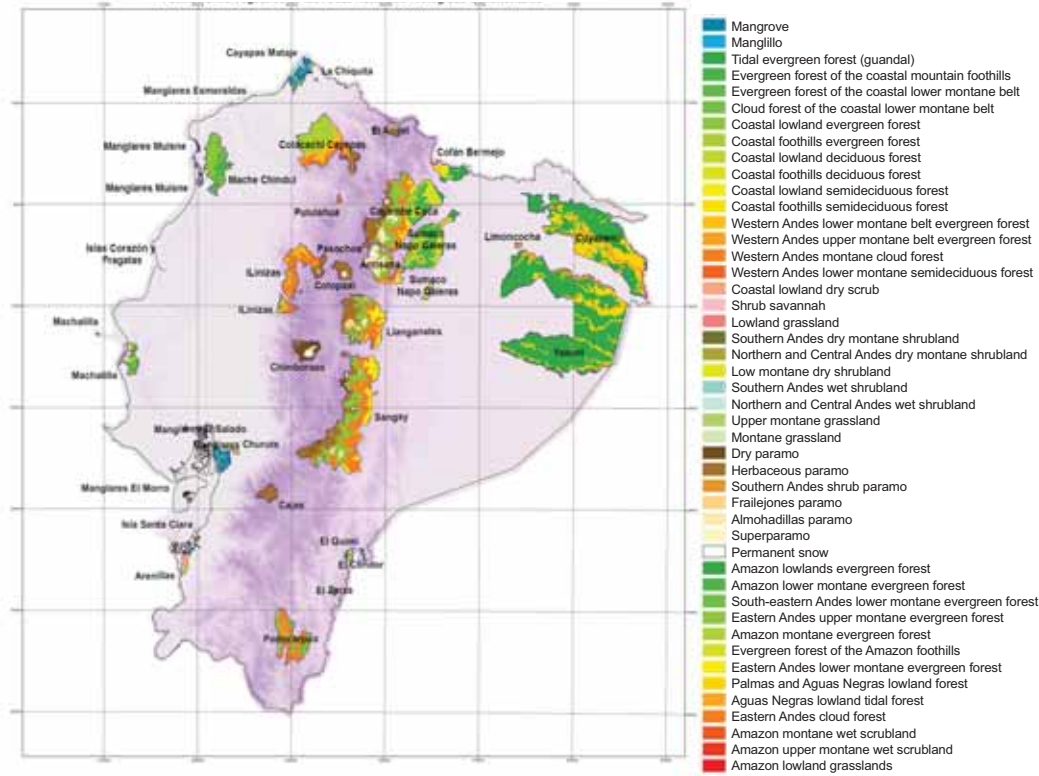 Cayapas Mataje
La Chiquita
Manglares Esmeraldas
El Angel
Manglares Muisne
Cotacachi Cayapas
Cofán Bermejo
Manglares Muisne
Mache Chindul
Pululahua
Cayambe Coca
Limoncocha
Cuyabeno
Islas Corazón y
Fragatas
Pasochoa
Sumaco
Napo Galeras
ILinizas
Antisana
Cotopaxi
Sumaco
Napo Galeras
ILinizas
Machalilla
Llanganates
Yasuni
Chimborazo
Machalilla
Sangay
Manglares El Salado
Manglares Churute
Manglares El Morro
Cajas
Isla Santa Clara
El Quimi
El Condor
Arenillas
El Zarza
Podocarpus
Mangrove
Manglillo
Tidal evergreen forest (guandal)
Evergreen forest of the coastal mountain foothills
Evergreen forest of the coastal lower montane belt
Cloud forest of the coastal lower montane belt
Coastal lowland evergreen forest
Coastal foothills evergreen forest
Coastal lowland deciduous forest
Coastal foothills deciduous forest
Coastal lowland semideciduous forest
Coastal foothills semideciduous forest
Western Andes lower montane belt evergreen forest
Western Andes upper montane belt evergreen forest
Western Andes montane cloud forest
Western Andes lower montane semideciduous forest
Coastal lowland dry scrub
Shrub savannah
Lowland grassland
Southern Andes dry montane shrubland
Northern and Central Andes dry montane shrubland
Low montane dry shrubland
Southern Andes wet shrubland
Northern and Central Andes wet shrubland
Upper montane grassland
Montane grassland
Dry paramo
Herbaceous paramo
Southern Andes shrub paramo
Frailejones paramo
Almohadillas paramo
Superparamo
Permanent snow
Amazon lowlands evergreen forest
Amazon lower montane evergreen forest
South-eastern Andes lower montane evergreen forest
Eastern Andes upper montane evergreen forest
Amazon montane evergreen forest
Evergreen forest of the Amazon foothills
Eastern Andes lower montane evergreen forest
Palmas and Aguas Negras lowland forest
Aguas Negras lowland tidal forest
Eastern Andes cloud forest
Amazon montane wet scrubland
Amazon upper montane wet scrubland
Amazon lowland grasslands